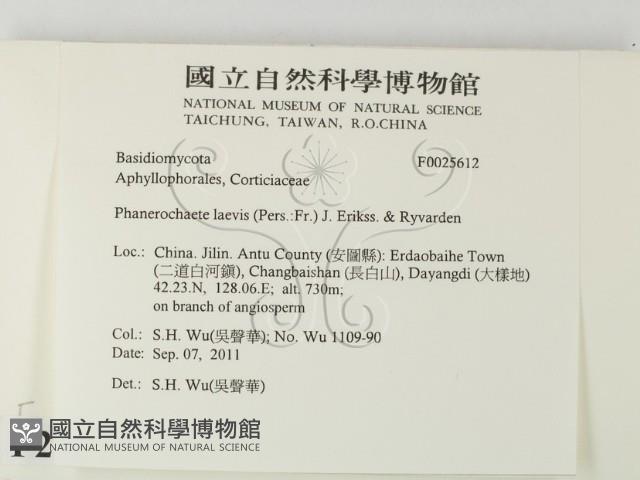 國立自然科學博物館
NATIONAL MUSEUM OF NATURAL SCIENCE
TAICHUNG, TAIWAN, R.O.CHINA
Basidiomycota F0025612
Aphyllophorales, Corticiaceae
Phanerochaete laevis (Pers.:Fr.) J. Erikss. & Ryvarden
Loc.: China. Jilin. Antu County (安圖縣): Erdaobaihe Town
(二道白河鎮), Changbaishan (長白山), Dayangdi (大樣地)
42.23.N, 128.06.E; alt. 730m;
on branch of angiosperm
Col.: S.H. Wu(吳聲華); No. Wu 1109-90
Date: Sep. 07, 2011
Det.: S.H. Wu(吳聲華)
國立自然科學博物館
NATIONAL MUSEUM OF NATURAL SCIENCE